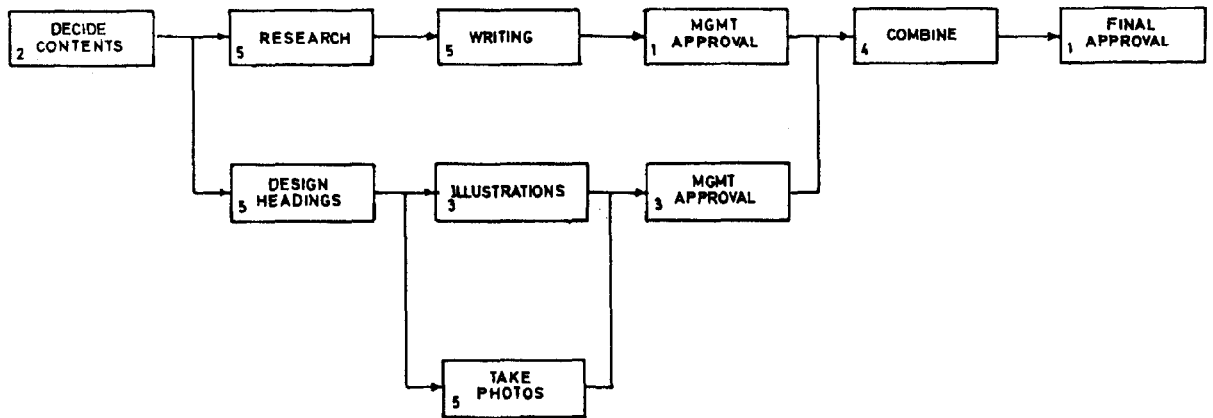 DECIDE
CONTENTS
2
RESEARCH
5
WRITING
5
MGMT
APPROVAL
1
COMBINE
4
FINAL
APPROVAL
1
DESIGN
HEADINGS
5
ILLUSTRATIONS
3
MGMT
APPROVAL
3
TAKE
PHOTOS
5